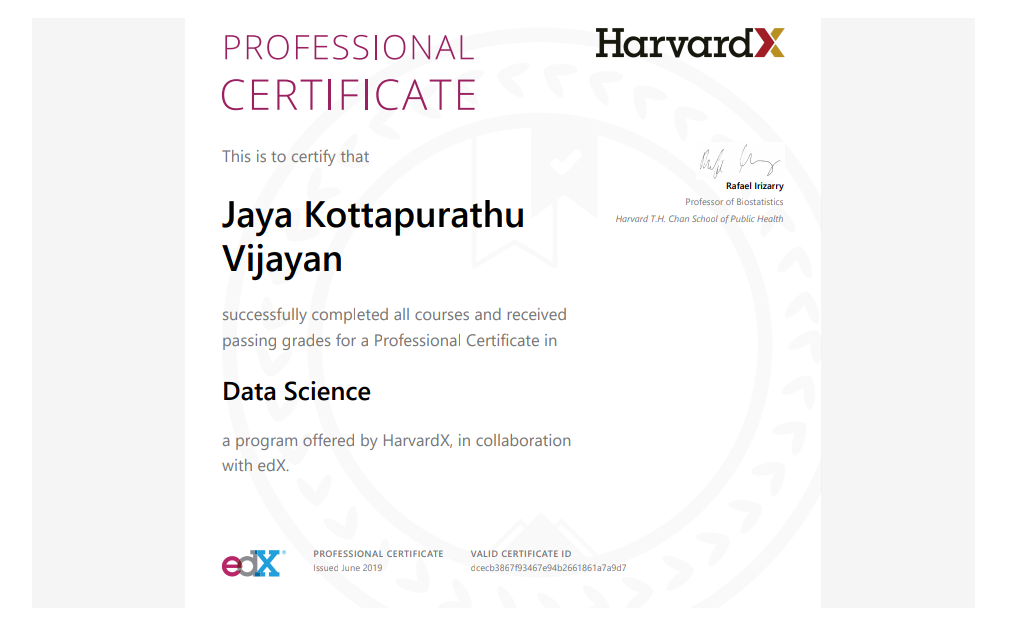 PROFESSIONAL
CERTIFICATE
HarvardX
This is to certify that
Rafael Irizarry
Professor of Biostatistics
Harvard T.H. Chan School of Public Health
Jaya Kottapurathu
Vijayan
successfully completed all courses and received
passing grades for a Professional Certificate in
Data Science
a program offered by HarvardX, in collaboration
with edX.
edX
PROFESSIONAL CERTIFICATE
Issued June 2019
VALID CERTIFICATE ID
dcecb3867f93467e94b2661861a7a9d7